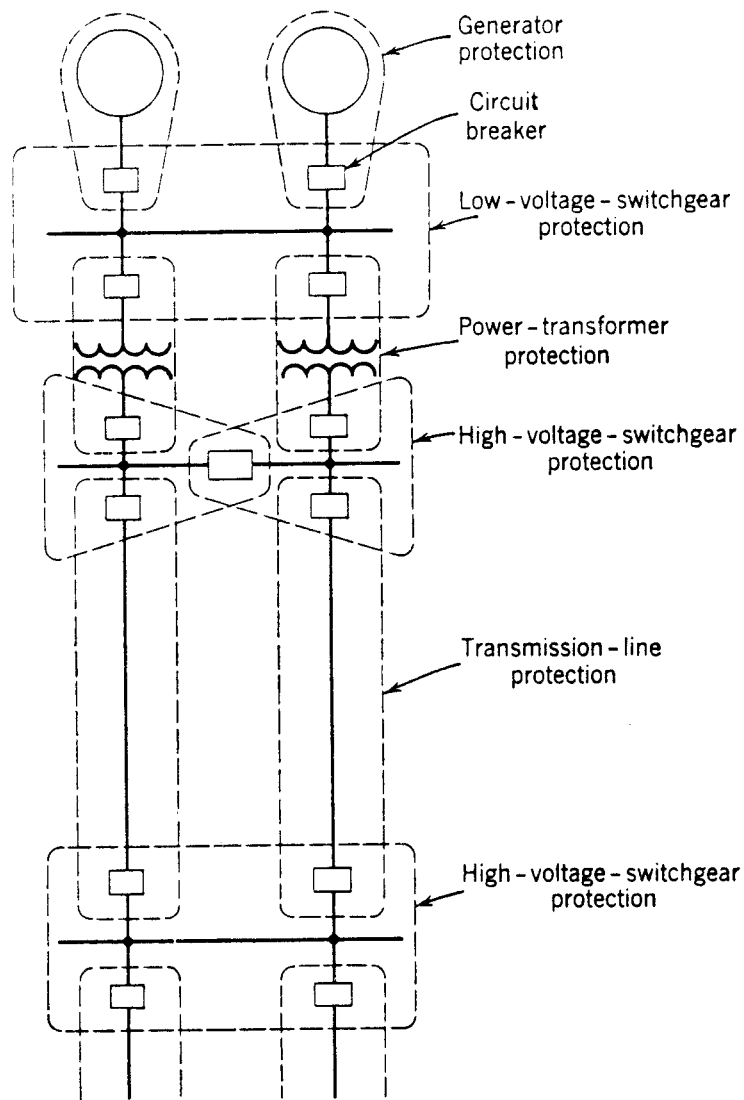 Generator
protection
Circuit
breaker
Low-voltage-switchgear
protection
Power-transformer
protection
High-voltage-switchgear
protection
Transmission-line
protection
High-voltage-switchgear
protection